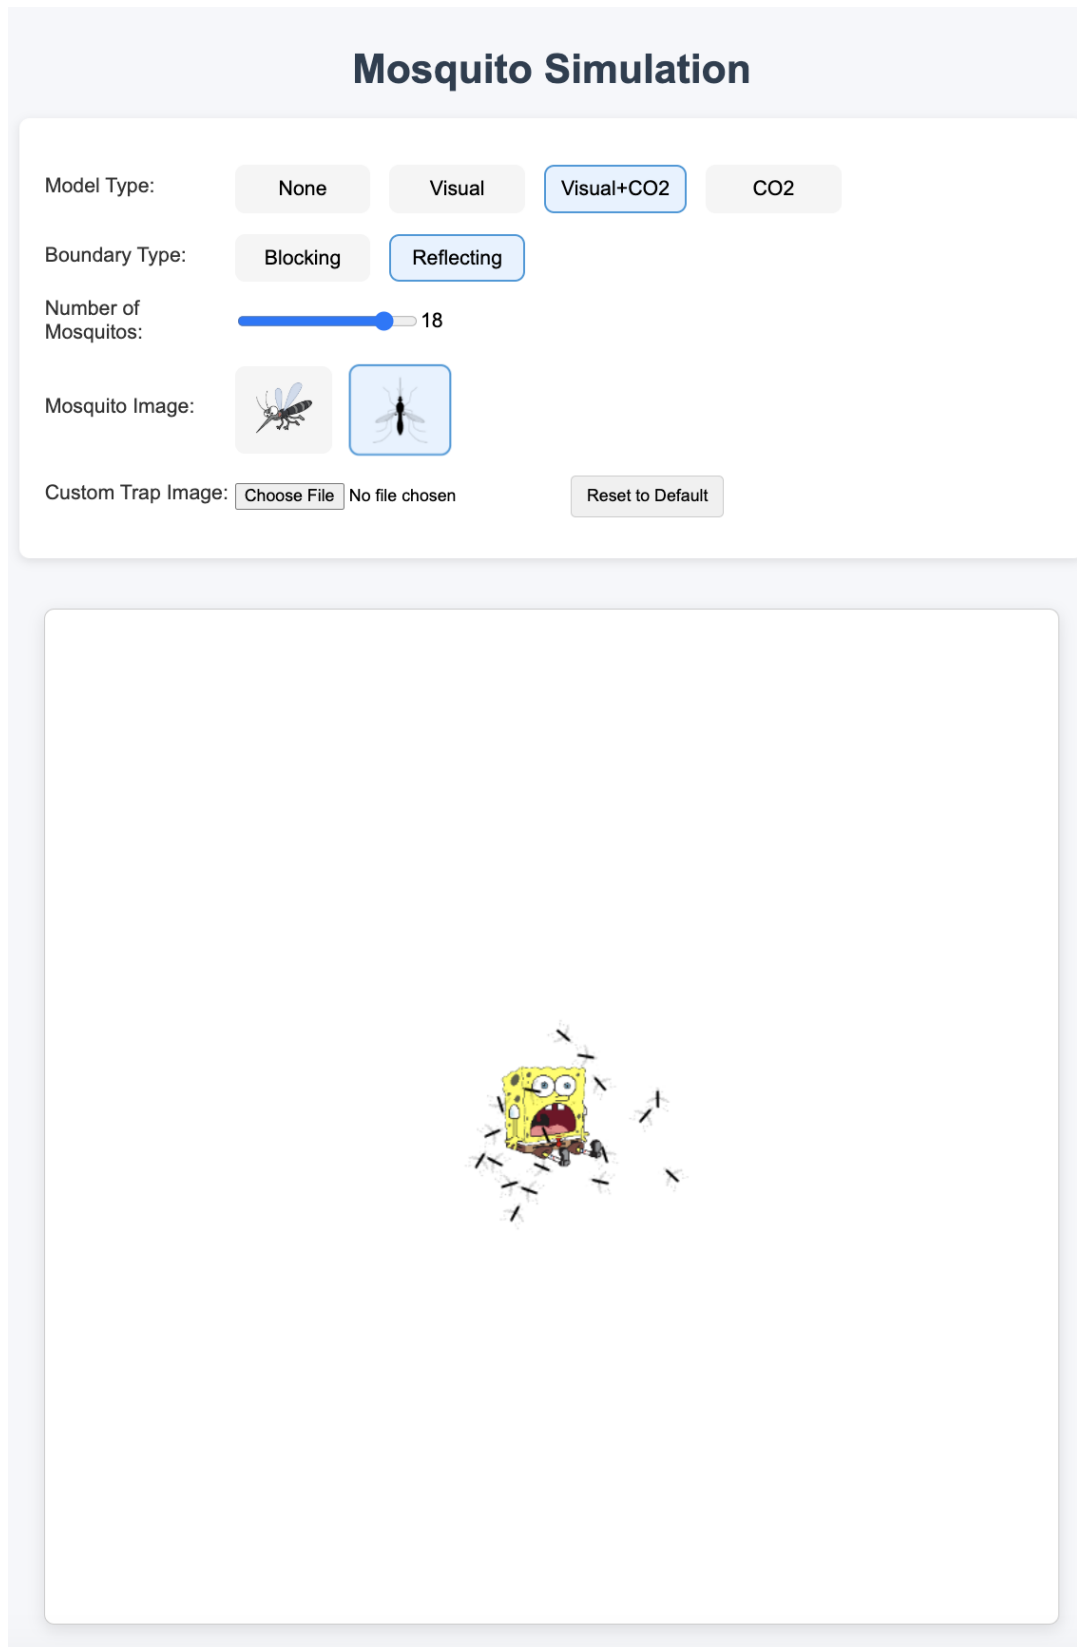 Mosquito Simulation
Model Type: None Visual Visual+CO2 CO2
Boundary Type: Blocking Reflecting
Number of
Mosquitos: 18
Mosquito Image:
Custom Trap Image: Choose File No file chosen Reset to Default